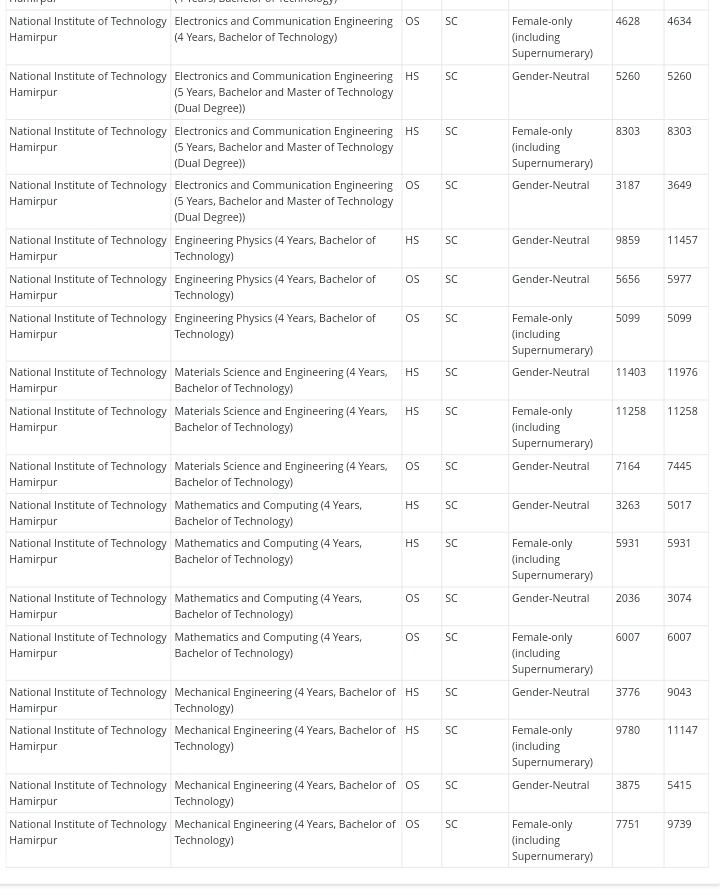 Hamirpur
National Institute of Technology Electronics and Communication Engineering OS SC Female-only 4628 4634
Hamirpur (4 Years, Bachelor of Technology) (including
Supernumerary)
National Institute of Technology Electronics and Communication Engineering HS SC Gender-Neutral 5260 5260
Hamirpur (5 Years, Bachelor and Master of Technology
(Dual Degree))
National Institute of Technology Electronics and Communication Engineering HS SC Female-only 8303 8303
Hamirpur (5 Years, Bachelor and Master of Technology (including
(Dual Degree)) Supernumerary)
National Institute of Technology Electronics and Communication Engineering OS SC Gender-Neutral 3187 3649
Hamirpur (5 Years, Bachelor and Master of Technology
(Dual Degree))
National Institute of Technology Engineering Physics (4 Years, Bachelor of HS SC Gender-Neutral 9859 11457
Hamirpur Technology)
National Institute of Technology Engineering Physics (4 Years, Bachelor of OS SC Gender-Neutral 5656 5977
Hamirpur Technology)
National Institute of Technology Engineering Physics (4 Years, Bachelor of OS SC Female-only 5099 5099
Hamirpur Technology) (including
Supernumerary)
National Institute of Technology Materials Science and Engineering (4 Years, HS SC Gender-Neutral 11403 11976
Hamirpur Bachelor of Technology)
National Institute of Technology Materials Science and Engineering (4 Years, HS SC Female-only 11258 11258
Hamirpur Bachelor of Technology) (including
Supernumerary)
National Institute of Technology Materials Science and Engineering (4 Years, OS SC Gender-Neutral 7164 7445
Hamirpur Bachelor of Technology)
National Institute of Technology Mathematics and Computing (4 Years, HS SC Gender-Neutral 3263 5017
Hamirpur Bachelor of Technology)
National Institute of Technology Mathematics and Computing (4 Years, HS SC Female-only 5931 5931
Hamirpur Bachelor of Technology) (including
Supernumerary)
National Institute of Technology Mathematics and Computing (4 Years, OS SC Gender-Neutral 2036 3074
Hamirpur Bachelor of Technology)
National Institute of Technology Mathematics and Computing (4 Years, OS SC Female-only 6007 6007
Hamirpur Bachelor of Technology) (including
Supernumerary)
National Institute of Technology Mechanical Engineering (4 Years, Bachelor of HS SC Gender-Neutral 3776 9043
Hamirpur Technology)
National Institute of Technology Mechanical Engineering (4 Years, Bachelor of HS SC Female-only 9780 11147
Hamirpur Technology) (including
Supernumerary)
National Institute of Technology Mechanical Engineering (4 Years, Bachelor of OS SC Gender-Neutral 3875 5415
Hamirpur Technology)
National Institute of Technology Mechanical Engineering (4 Years, Bachelor of OS SC Female-only 7751 9739
Hamirpur Technology) (including
Supernumerary)